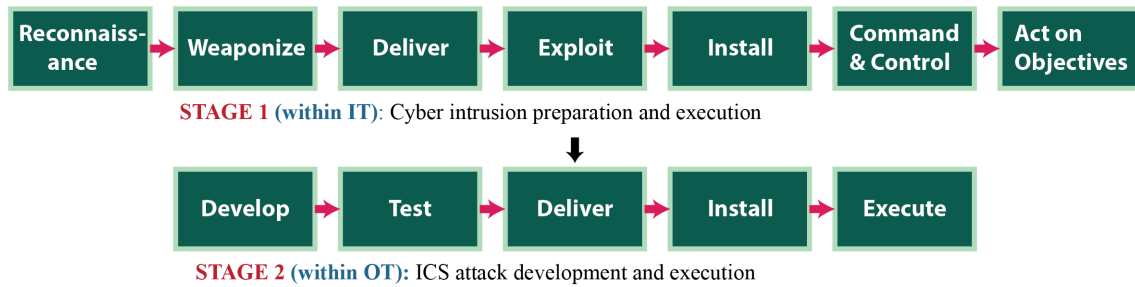 Reconnaiss-
ance
Weaponize
Deliver
Exploit
Install
Command
& Control
Act on
Objectives
STAGE 1 (within IT): Cyber intrusion preparation and execution
Develop
Test
Deliver
Install
Execute
STAGE 2 (within OT): ICS attack development and execution